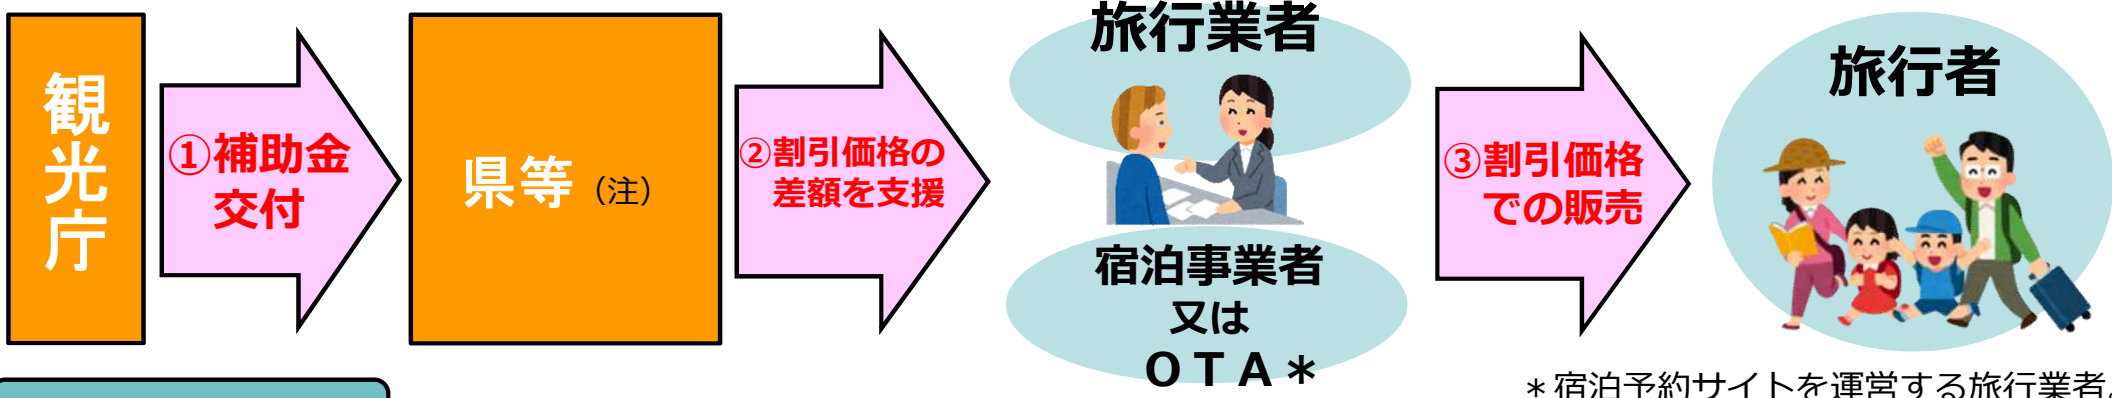 観光庁
①補助金
交付
県等（注）
②割引価格の
差額を支援
旅行業者
宿泊事業者
又は
ＯＴＡ＊
③割引価格
での販売
旅行者
＊宿泊予約サイトを運営する旅行業者。